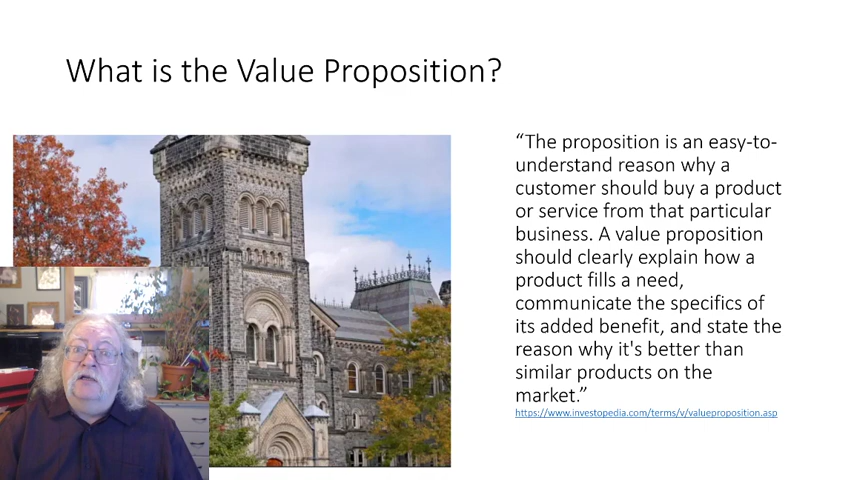 What is the Value Proposition?
“The proposition is an easy-to-
understand reason why a
customer should buy a product
or service from that particular
business. A value proposition
should clearly explain how a
product fills a need,
communicate the specifics of
its added benefit, and state the
reason why it's better than
similar products on the
market.”
https://www.investopedia.com/terms/v/valueproposition.asp